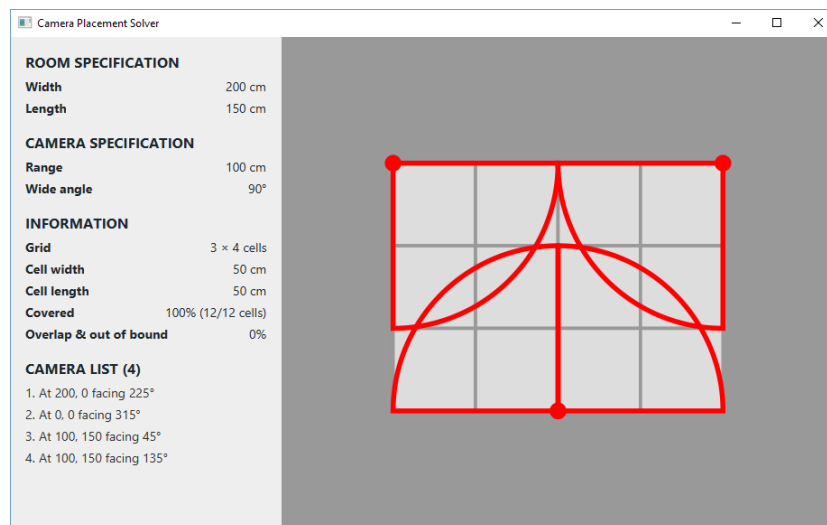 Camera Placement Solver
ROOM SPECIFICATION
Width 200 cm
Length 150 cm
CAMERA SPECIFICATION
Range 100 cm
Wide angle 90°
INFORMATION
Grid 3 × 4 cells
Cell width 50 cm
Cell length 50 cm
Covered 100% (12/12 cells)
Overlap & out of bound 0%
CAMERA LIST (4)
1. At 200, 0 facing 225°
2. At 0, 0 facing 315°
3. At 100, 150 facing 45°
4. At 100, 150 facing 135°